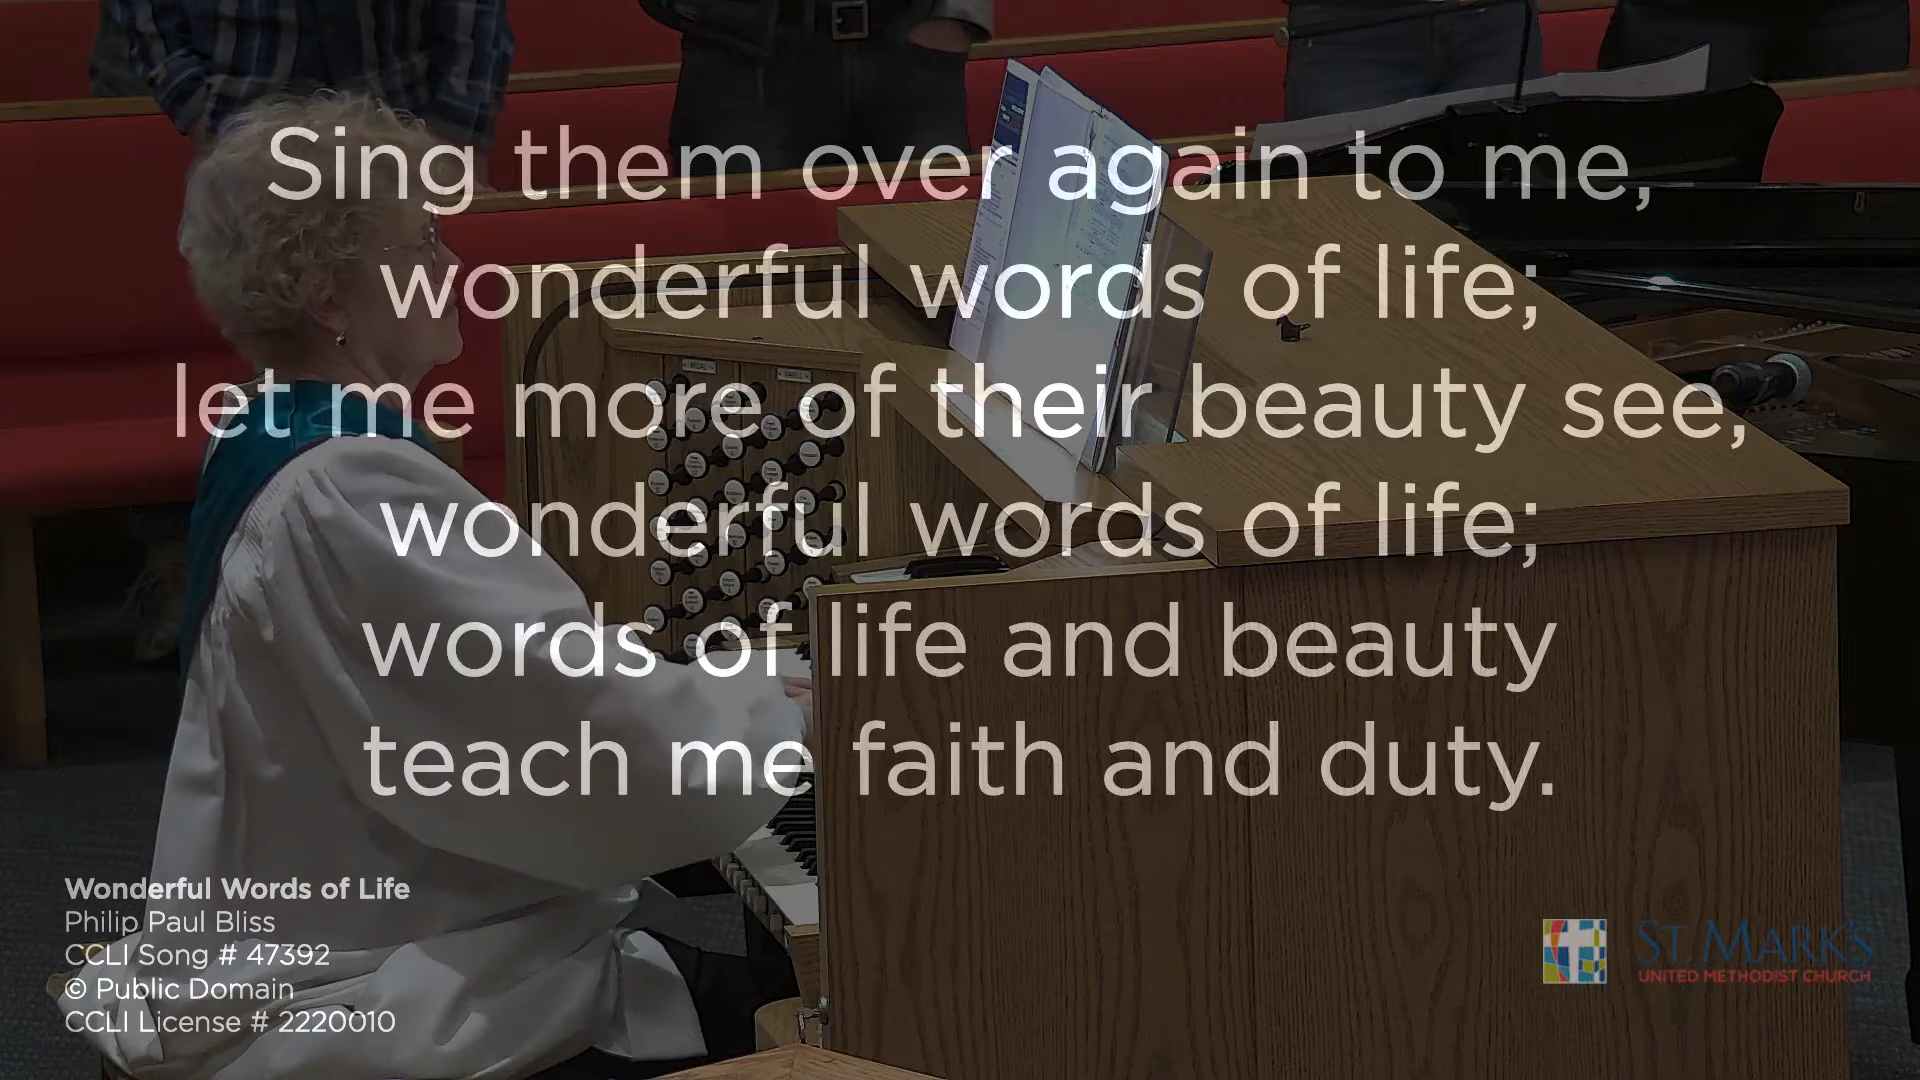 Sing them over again to me,
wonderful words of life;
let me more of their beauty see,
wonderful words of life;
words of life and beauty
teach me faith and duty.
Wonderful Words of Life
Philip Paul Bliss
CCLI Song # 47392
© Public Domain
CCLI License # 2220010
ST. MARK'S
UNITED METHODIST CHURCH